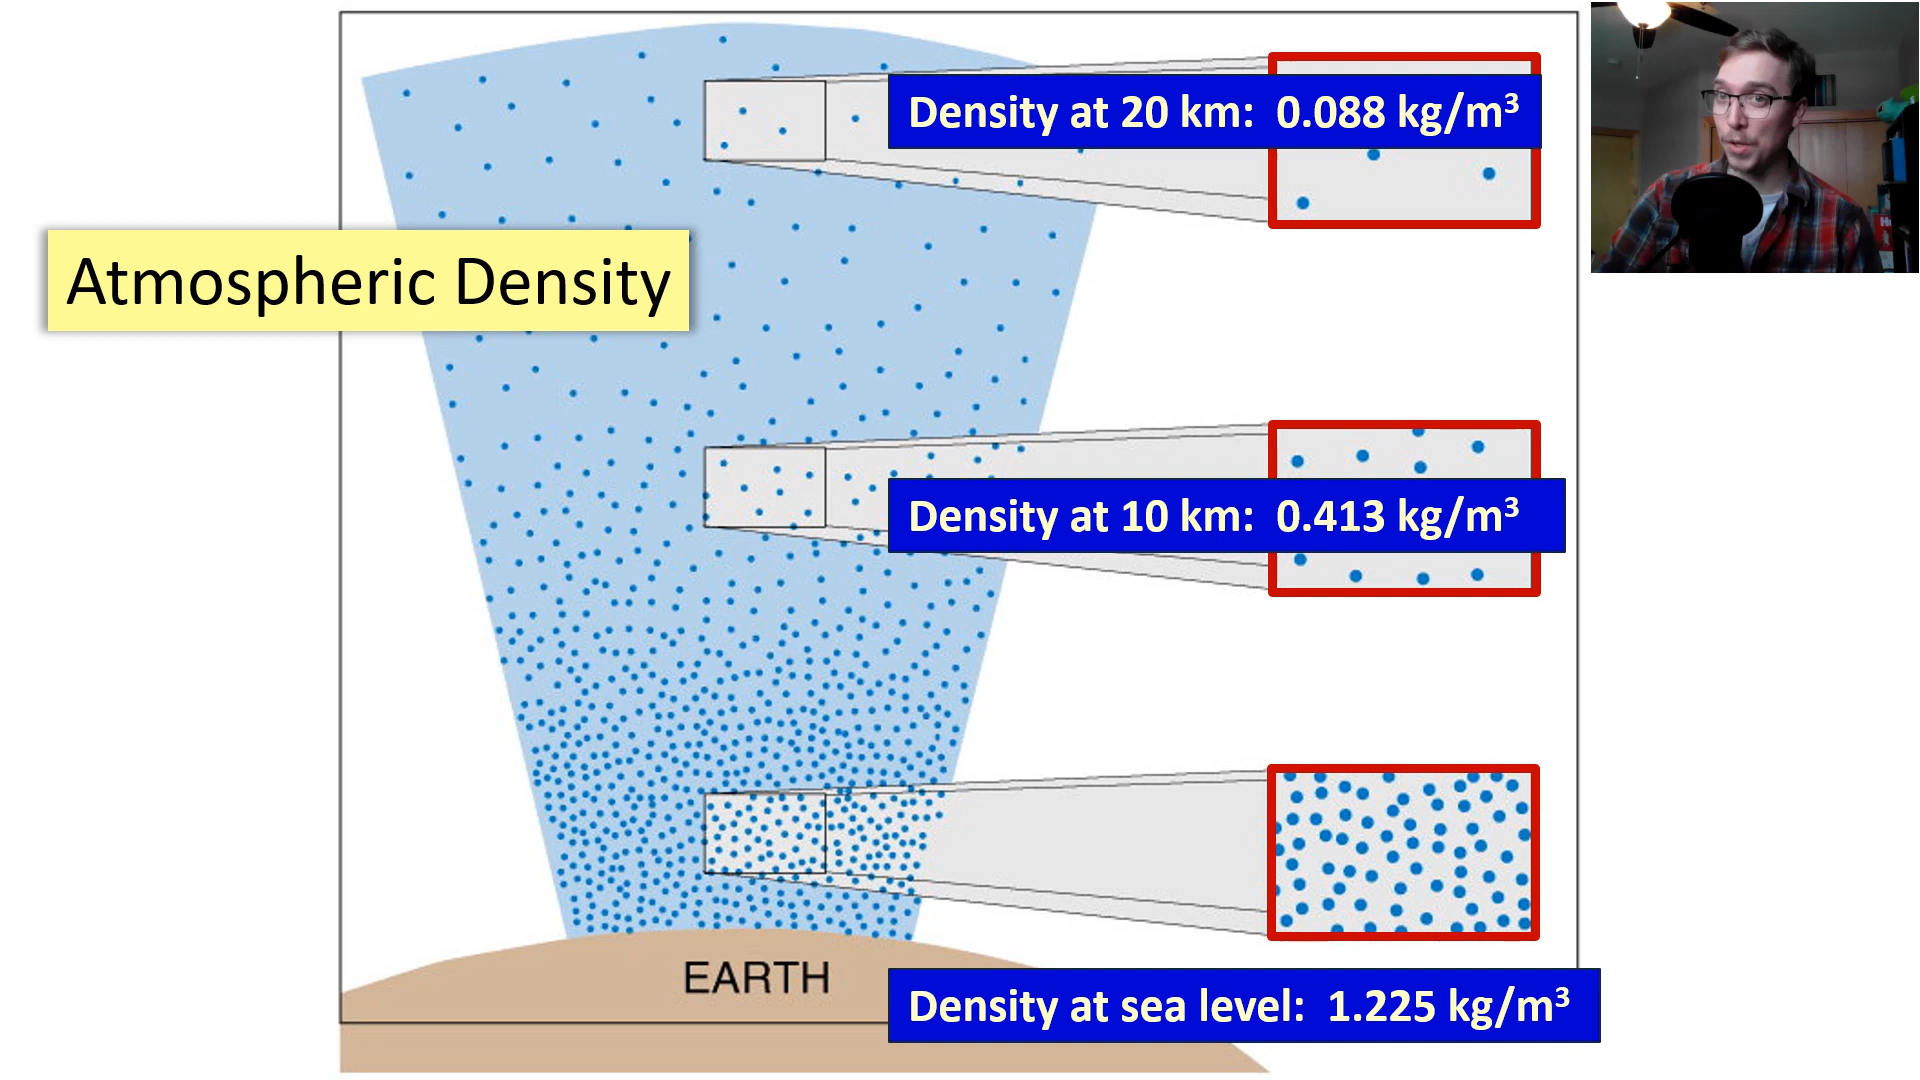 Density at 20 km: 0.088 kg/m³
Atmospheric Density
Density at 10 km: 0.413 kg/m³
EARTH
Density at sea level: 1.225 kg/m³